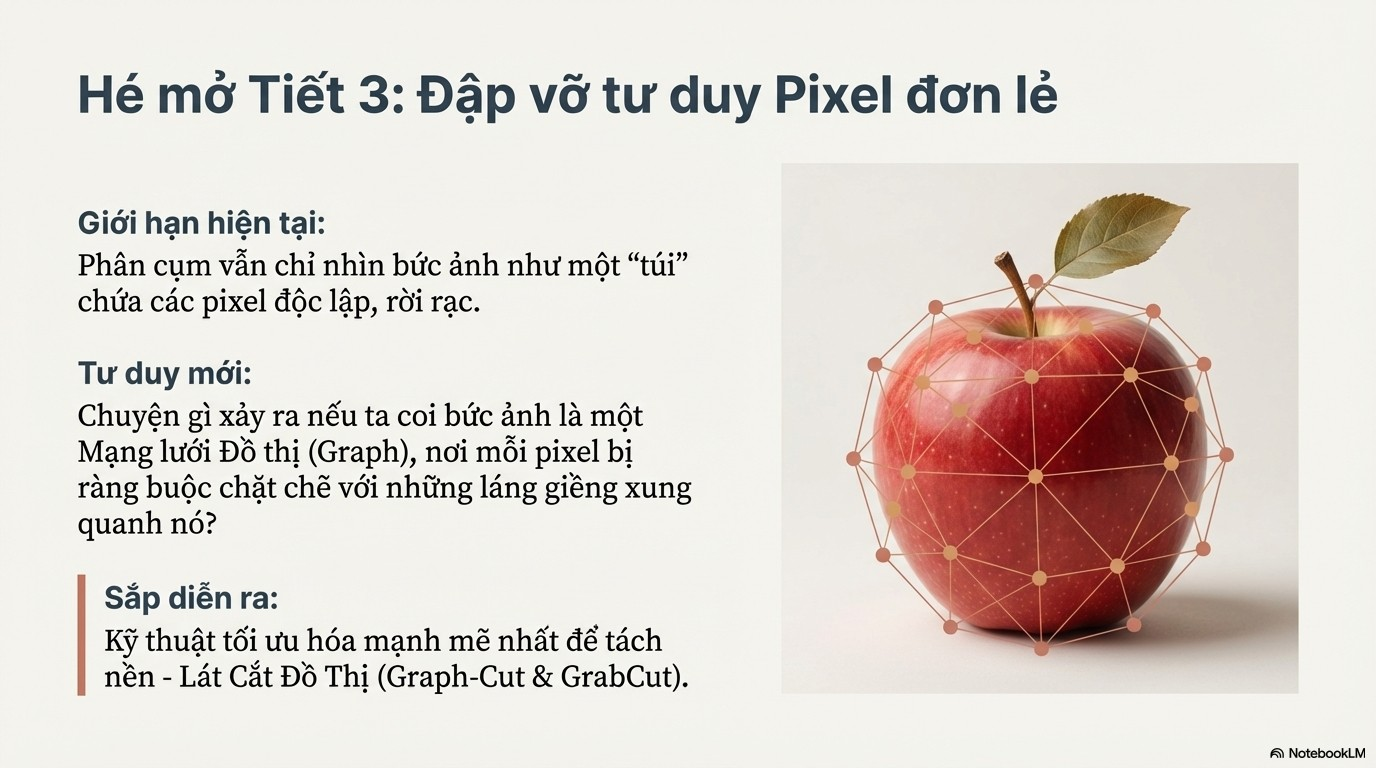 Hé mở Tiết 3: Đập vỡ tư duy Pixel đơn lẻ
Giới hạn hiện tại:
Phân cụm vẫn chỉ nhìn bức ảnh như một “túi”
chứa các pixel độc lập, rời rạc.
Tư duy mới:
Chuyện gì xảy ra nếu ta coi bức ảnh là một
Mạng lưới Đồ thị (Graph), nơi mỗi pixel bị
ràng buộc chặt chẽ với những láng giềng xung
quanh nó?
Sắp diễn ra:
Kỹ thuật tối ưu hóa mạnh mẽ nhất để tách
nền - Lát Cắt Đồ Thị (Graph-Cut & GrabCut).
NotebookLM